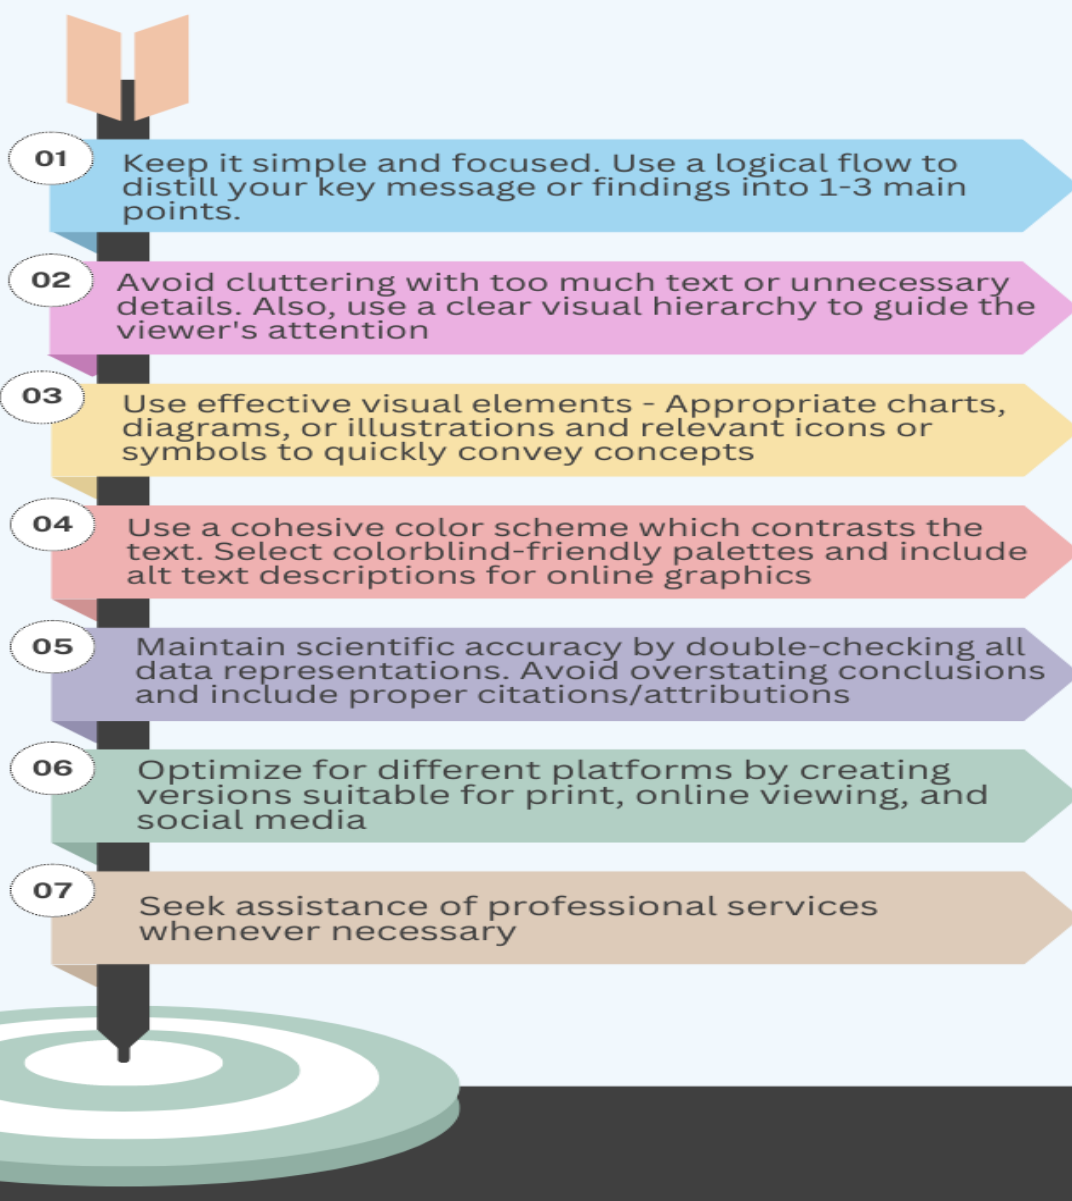 01
Keep it simple and focused. Use a logical flow to
distill your key message or findings into 1-3 main
points.
02
Avoid cluttering with too much text or unnecessary
details. Also, use a clear visual hierarchy to guide the
viewer's attention
03
Use effective visual elements - Appropriate charts,
diagrams, or illustrations and relevant icons or
symbols to quickly convey concepts
04
Use a cohesive color scheme which contrasts the
text. Select colorblind-friendly palettes and include
alt text descriptions for online graphics
05
Maintain scientific accuracy by double-checking all
data representations. Avoid overstating conclusions
and include proper citations/attributions
06
Optimize for different platforms by creating
versions suitable for print, online viewing, and
social media
07
Seek assistance of professional services
whenever necessary